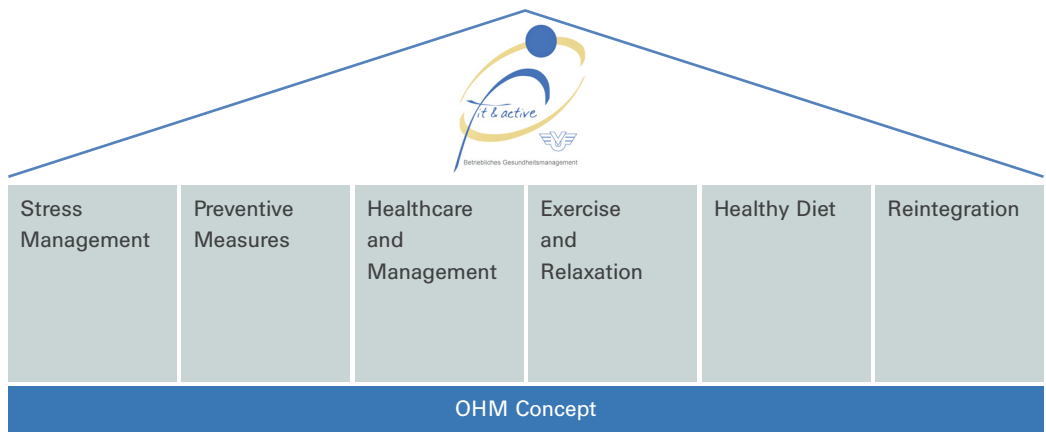 fit & active
Betriebliches Gesundheitsmanagement
Stress
Management
Preventive
Measures
Healthcare
and
Management
Exercise
and
Relaxation
Healthy Diet
Reintegration
OHM Concept